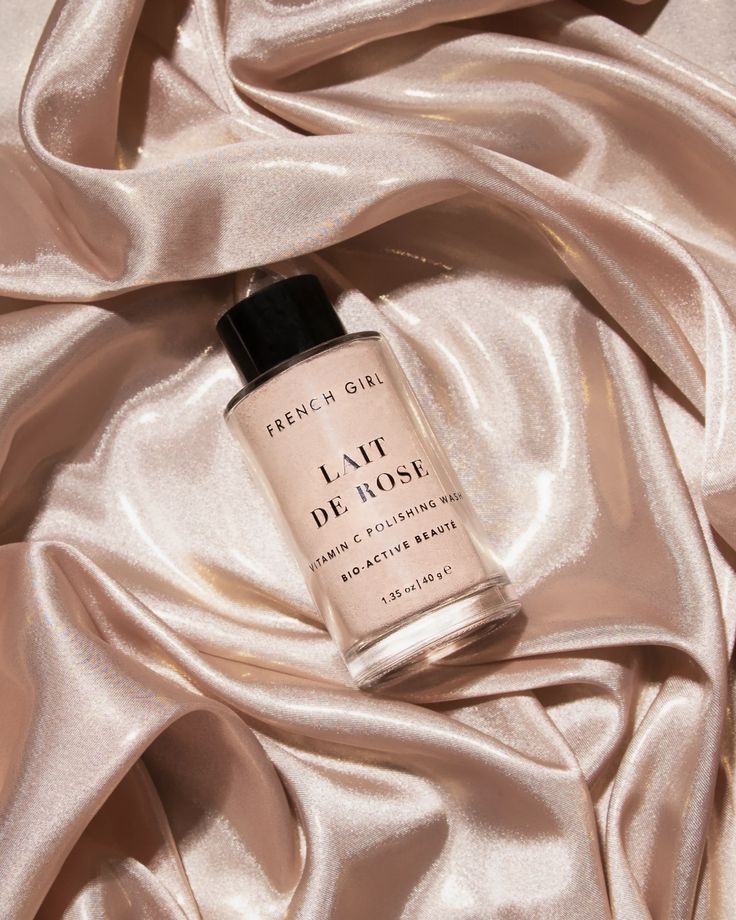 FRENCH GIRL
LAIT
DE ROSE
VITAMIN C POLISHING WASH
BIO-ACTIVE BEAUTÉ
1.35 oz | 40 g ℮